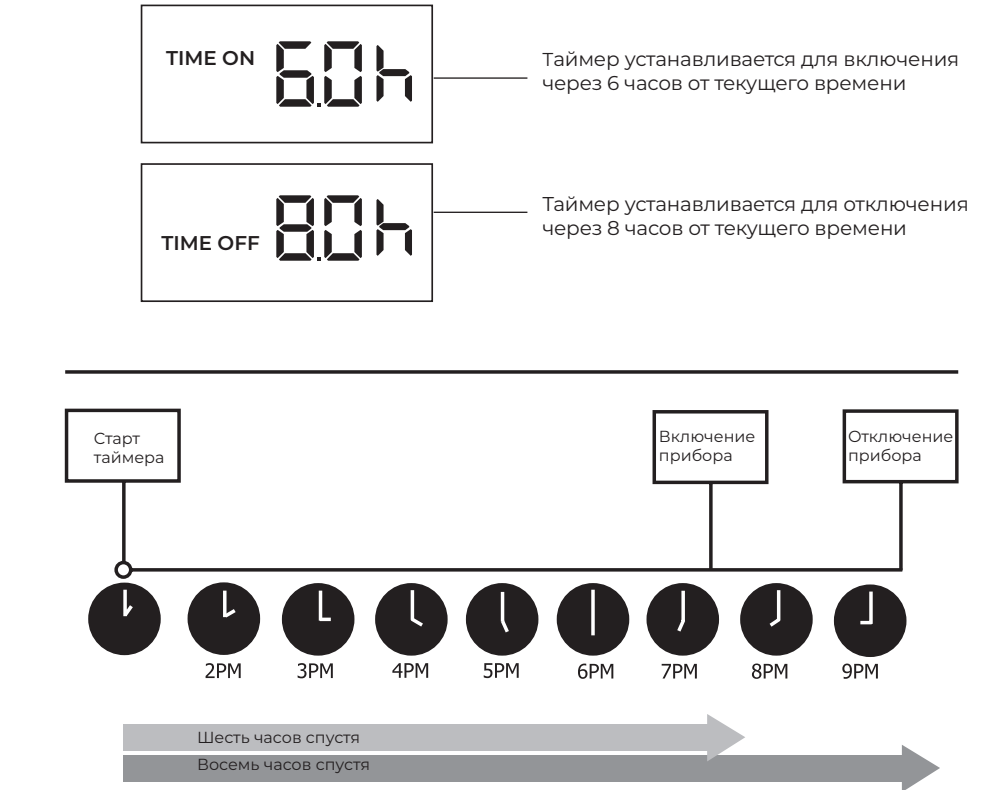 TIME ON 6.0h
Таймер устанавливается для включения
через 6 часов от текущего времени
TIME OFF 8.0h
Таймер устанавливается для отключения
через 8 часов от текущего времени
Старт
таймера
Включение
прибора
Отключение
прибора
2PM 3PM 4PM 5PM 6PM 7PM 8PM 9PM
Шесть часов спустя
Восемь часов спустя